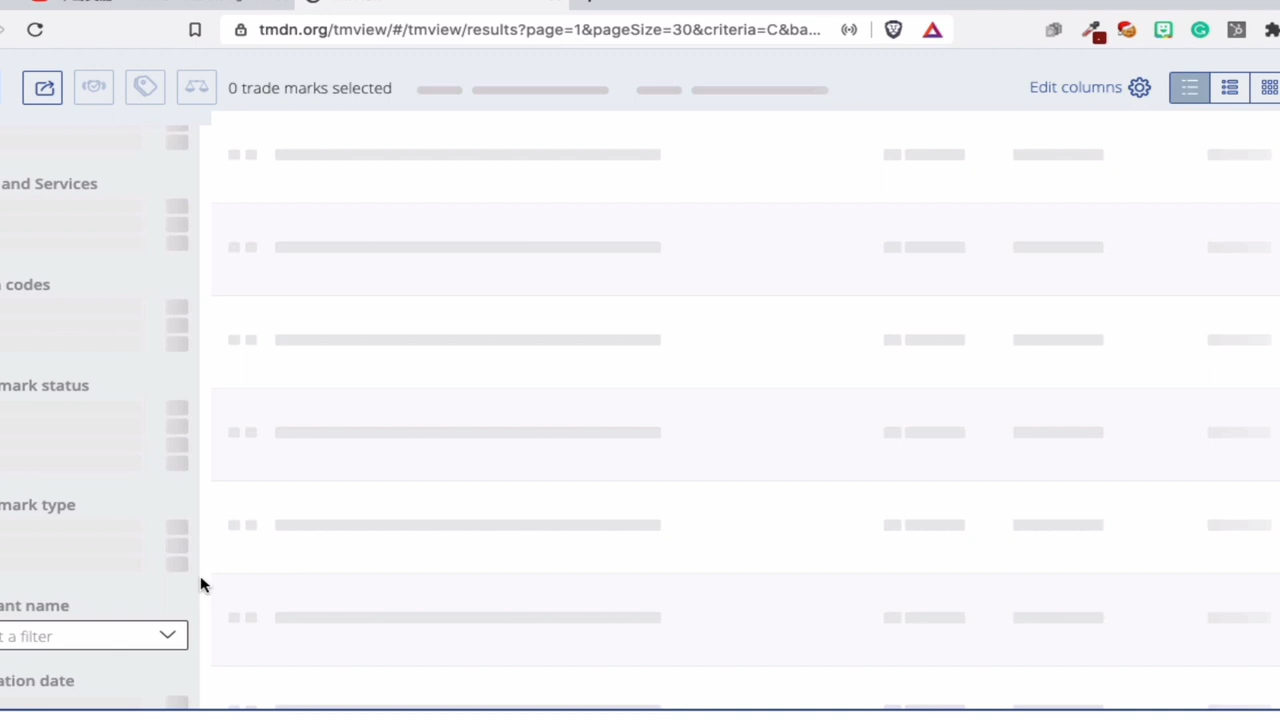 tmdn.org/tmview/#/tmview/results?page=1&pageSize=30&criteria=C&ba...
0 trade marks selected
Edit columns
and Services
codes
mark status
mark type
ant name
t a filter
ation date